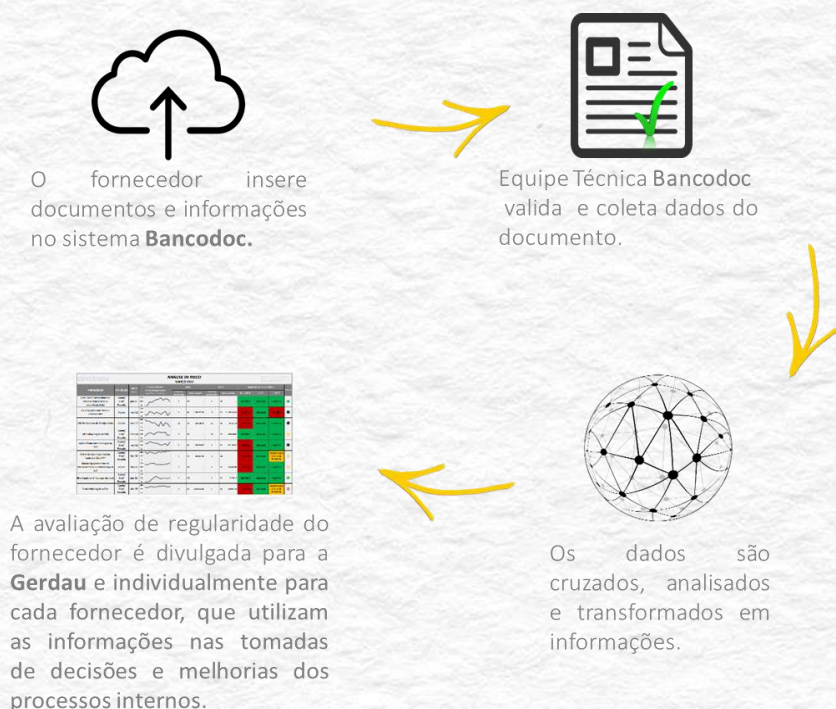 O fornecedor insere
documentos e informações
no sistema Bancodoc.
Equipe Técnica Bancodoc
valida e coleta dados do
documento.
Os dados são
cruzados, analisados
e transformados em
informações.
ANÁLISE DE RISCO
A avaliação de regularidade do
fornecedor é divulgada para a
Gerdau e individualmente para
cada fornecedor, que utilizam
as informações nas tomadas
de decisões e melhorias dos
processos internos.